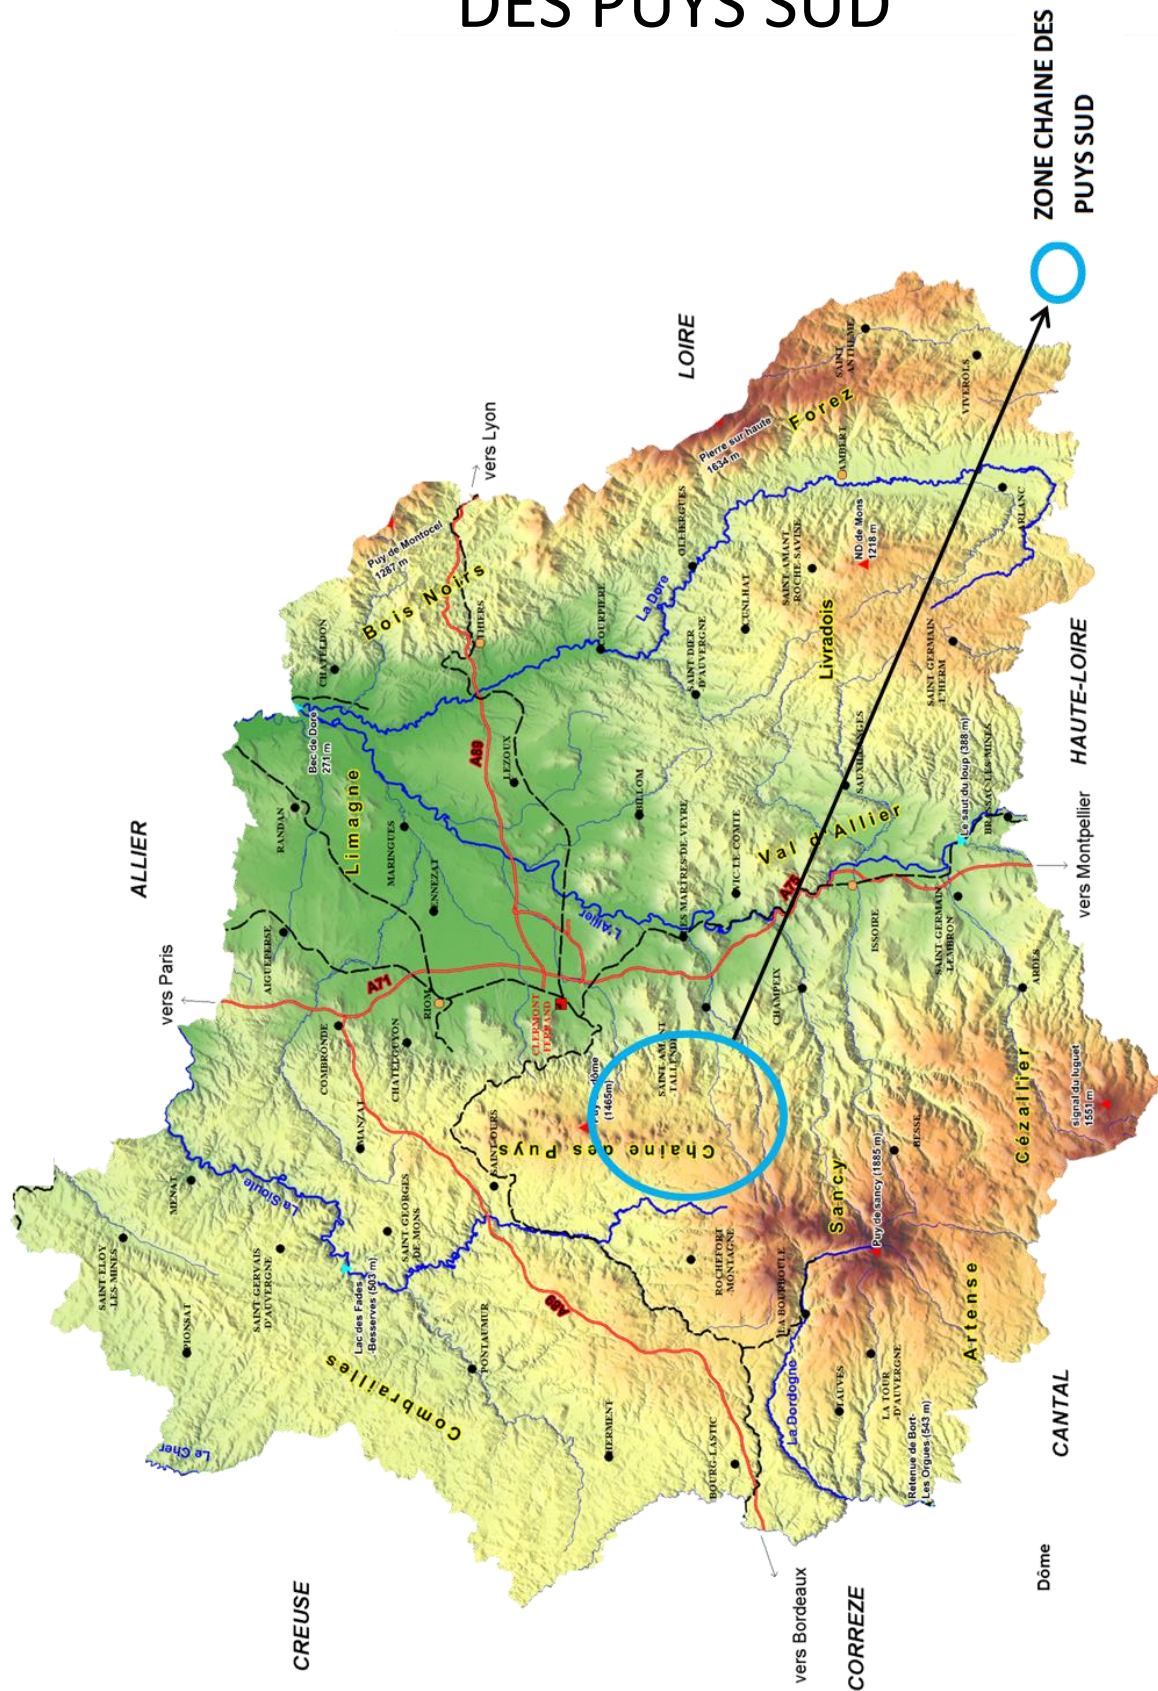 DES PUYS SUD
ZONE CHAINE DES
PUYS SUD
ALLIER
vers Paris
LOIRE
vers Lyon
HAUTE-LOIRE
vers Montpellier
CANTAL
CORREZE
vers Bordeaux
CREUSE
Dôme
Le Cher
SAINT ELOY
-LES-MINES
PIONSAT
MENAT
La Sioule
SAINT GERVAIS
D'AUVERGNE
Lac des Fades
-Besserves (503 m)
SAINT GEORGES
DE MONS
Combrailles
PONTAUMUR
HERMENT
BOURG-LASTIC
A89
MANZAT
COMBRONDE
CHATELGUYON
AIGUEPERSE
A71
RIOM
RANDAN
Limagne
MARINGUES
ENNEZAT
Bec de Dore
271 m
CHATELDON
Puy de Montocel
1287 m
Bois Noirs
THIERS
A89
LEZOUX
COURPIERE
La Dore
OLLIERGUES
CUNLHAT
SAINT DIER
D'AUVERGNE
BILLOM
CLERMONT
FERRAND
L'Allier
LES MARTRES DE VEYRE
VIC LE COMTE
Val d'Allier
A75
SAINT-OURS
Chaine des Puys
(1465m)
SAINT AMANT
TALLENDE
ROCHEFORT
MONTAGNE
LA BOURBOULE
La Dordogne
TAUVES
LA TOUR
D'AUVERGNE
Retenue de Bort-
Les Orgues (543 m)
Artense
Sancy
Puy de sancy (1885 m)
BESSE
CHAMPEIX
ISSOIRE
SAINT GERMAIN
LEMBRON
ARDES
Cézallier
signal du luguet
1551 m
SAUXILLANGES
Le saut du loup (388 m)
BRASSAC-LES-MINES
SAINT GERMAIN
L'HERM
Livradois
SAINT-AMANT
ROCHE-SAVINE
ND de Mons
1218 m
AMBERT
ARLANC
Pierre sur haute
1634 m
Forez
SAINT
ANTHEME
VIVEROLS